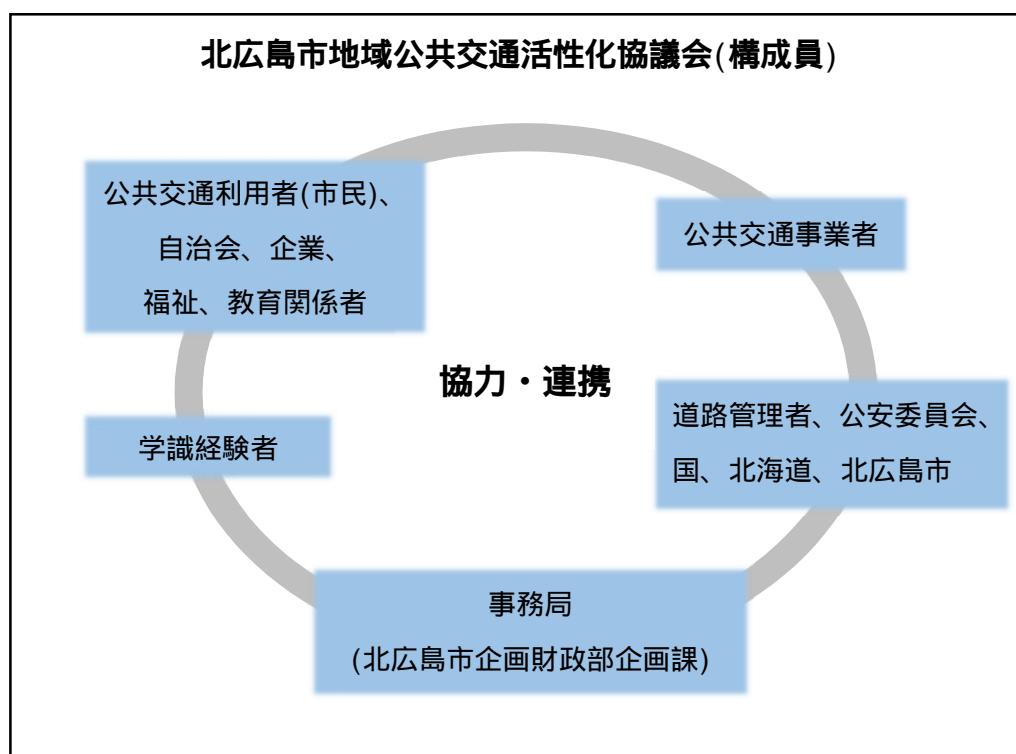 北広島市地域公共交通活性化協議会(構成員)
公共交通利用者(市民)、
自治会、企業、
福祉、教育関係者
公共交通事業者
協力・連携
学識経験者
道路管理者、公安委員会、
国、北海道、北広島市
事務局
(北広島市企画財政部企画課)